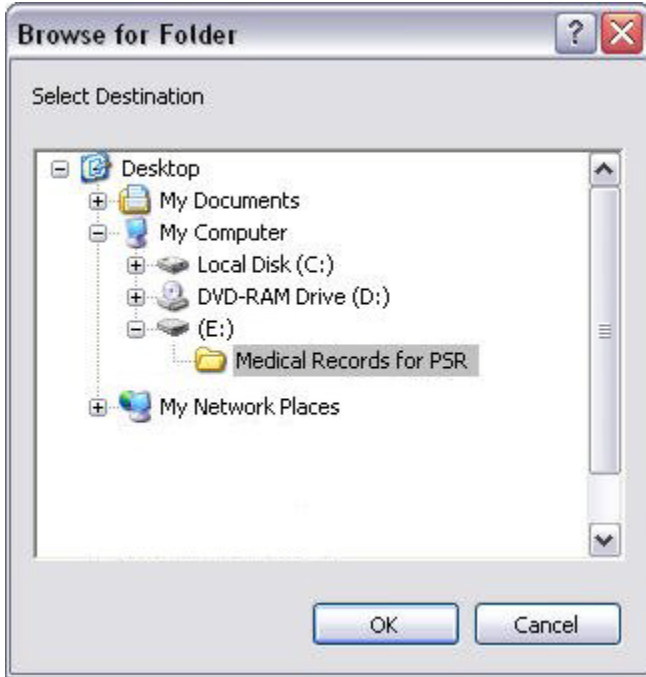 Browse for Folder
Select Destination
Desktop
My Documents
My Computer
Local Disk (C:)
DVD-RAM Drive (D:)
(E:)
Medical Records for PSR
My Network Places
OK Cancel